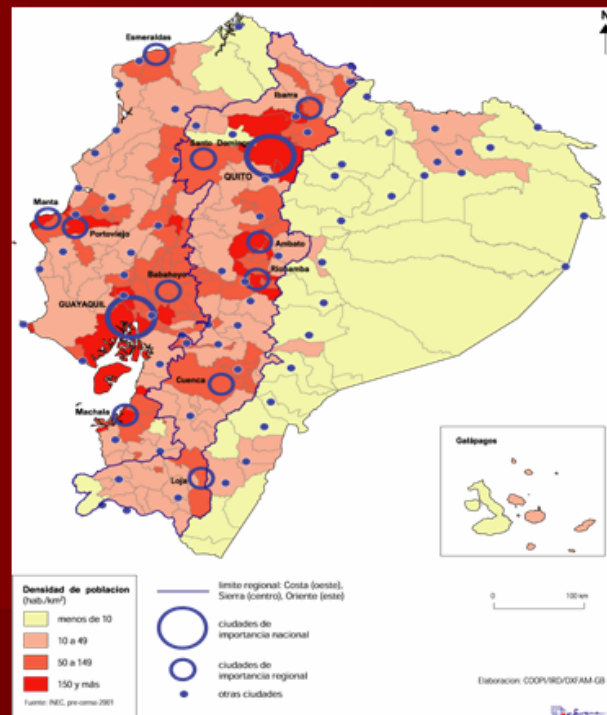 N
Esmeraldas
Ibarra
Santo Domingo
QUITO
Manta
Portoviejo
Ambato
Babahoyo
Riobamba
GUAYAQUIL
Cuenca
Machala
Loja
Galápagos
Densidad de poblacion
(hab./km²)
menos de 10
10 a 49
50 a 149
150 y más
Fuente: INEC, pre-censo 2001
limite regional: Costa (oeste),
Sierra (centro), Oriente (este)
ciudades de
importancia nacional
ciudades de
importancia regional
otras ciudades
0 100 km
Elaboracion: COOPI/IRD/OXFAM-GB